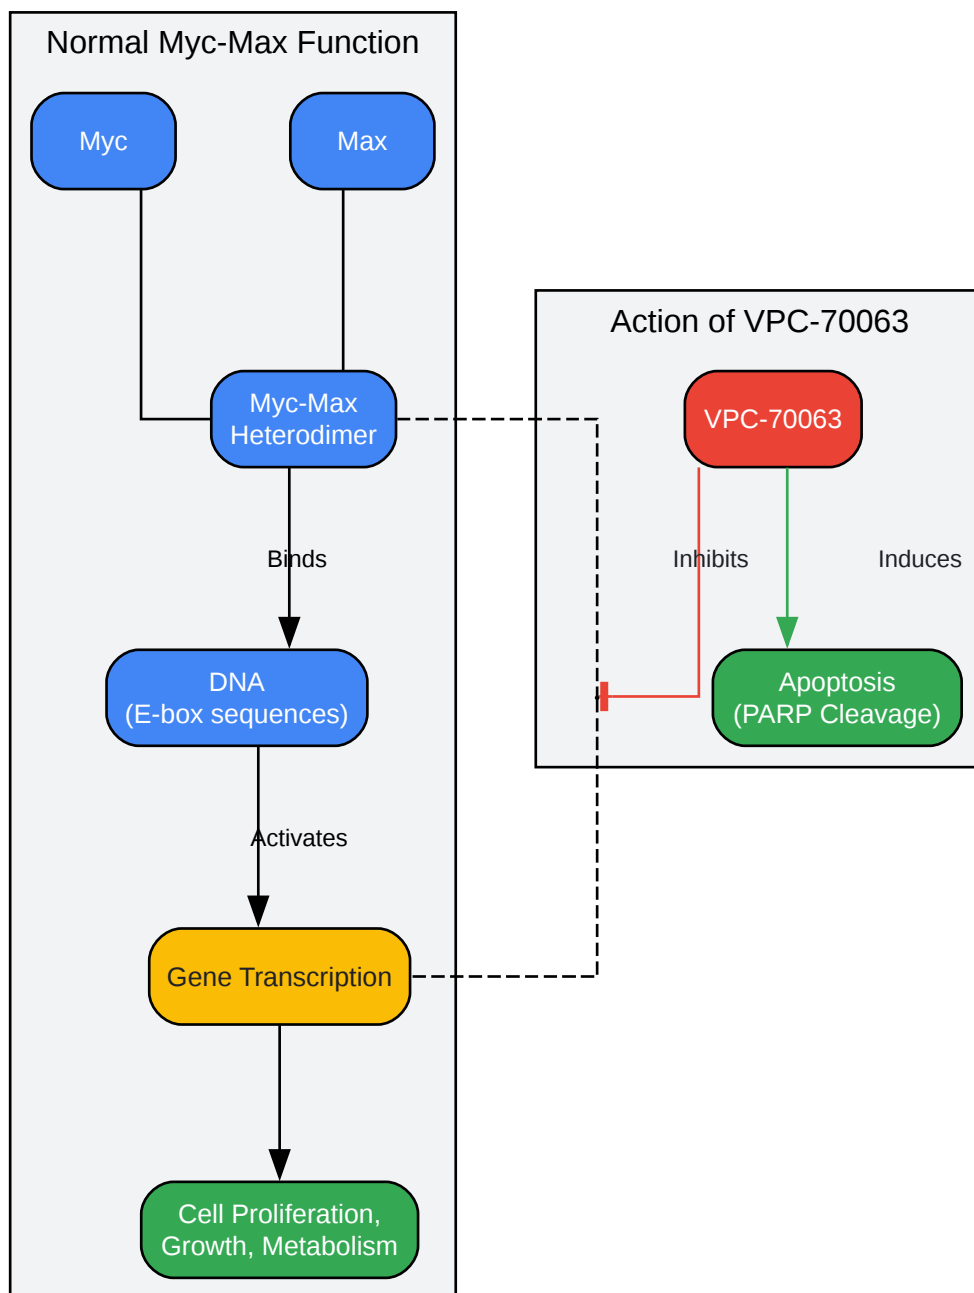 Normal Myc-Max Function
Myc
Max
Myc-Max
Heterodimer
Binds
DNA
(E-box sequences)
Activates
Gene Transcription
Cell Proliferation,
Growth, Metabolism
Action of VPC-70063
VPC-70063
Inhibits
Induces
Apoptosis
(PARP Cleavage)